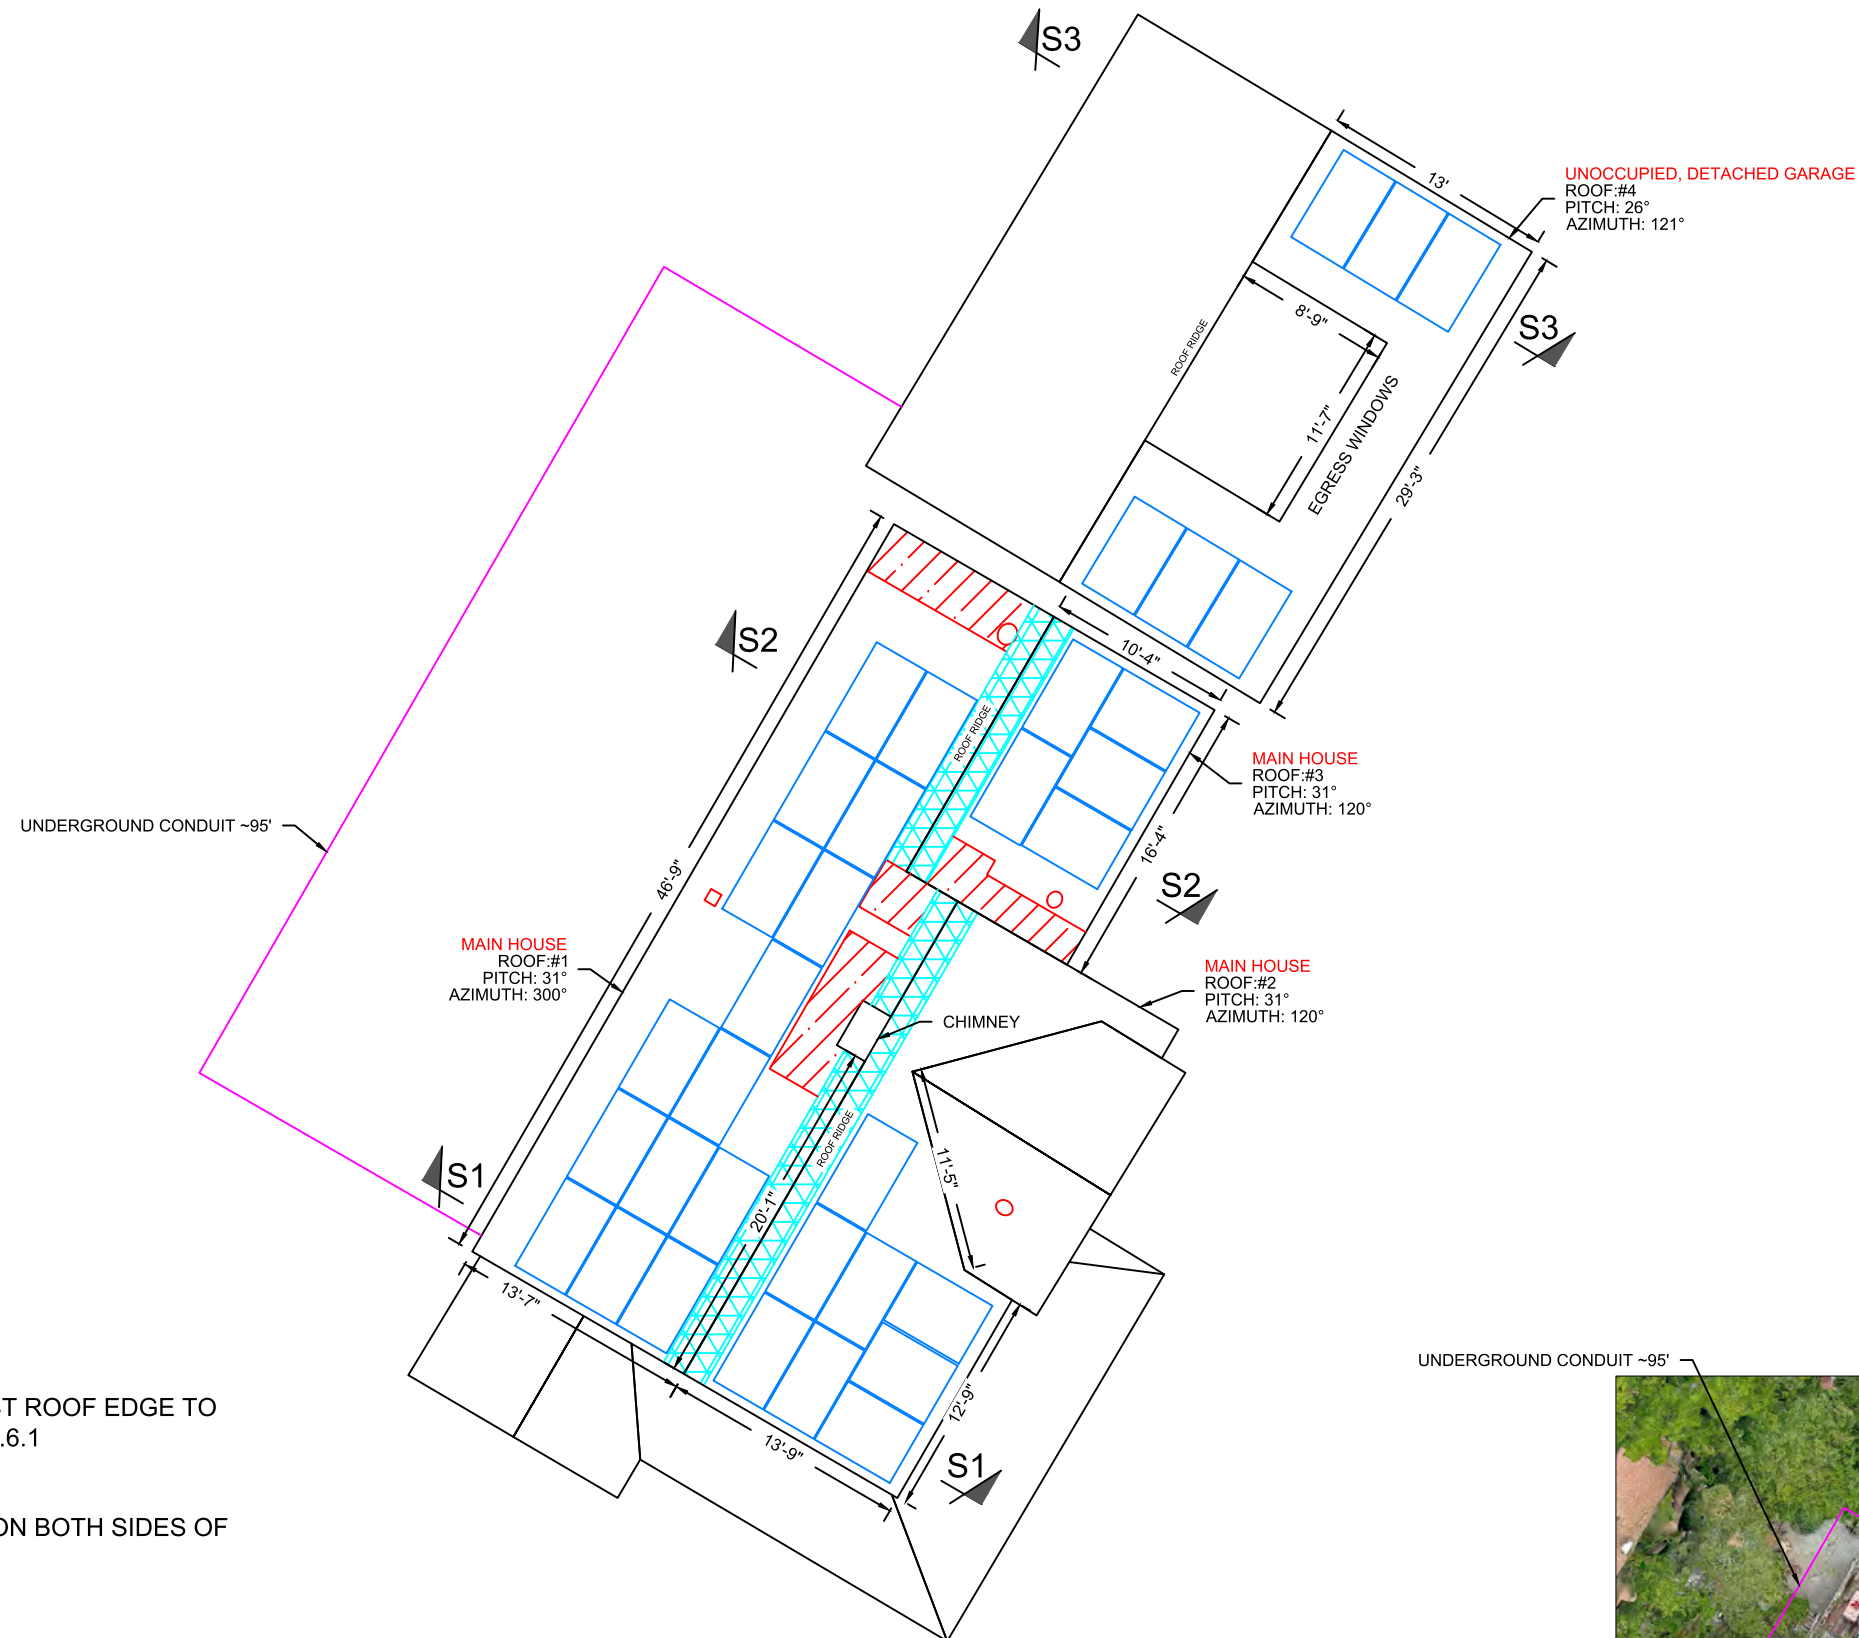 S3
13'
UNOCCUPIED, DETACHED GARAGE
ROOF:#4
PITCH: 26°
AZIMUTH: 121°
8'-9"
S3
ROOF RIDGE
11'-7"
EGRESS WINDOWS
29'-3"
S2
10'-4"
ROOF RIDGE
MAIN HOUSE
ROOF:#3
PITCH: 31°
AZIMUTH: 120°
UNDERGROUND CONDUIT ~95'
16'-4"
46'-9"
S2
MAIN HOUSE
ROOF:#1
PITCH: 31°
AZIMUTH: 300°
MAIN HOUSE
ROOF:#2
PITCH: 31°
AZIMUTH: 120°
CHIMNEY
ROOF RIDGE
11'-5"
S1
20'-1"
13'-7"
UNDERGROUND CONDUIT ~95'
12'-9"
T ROOF EDGE TO
.6.1
13'-9"
S1
ON BOTH SIDES OF